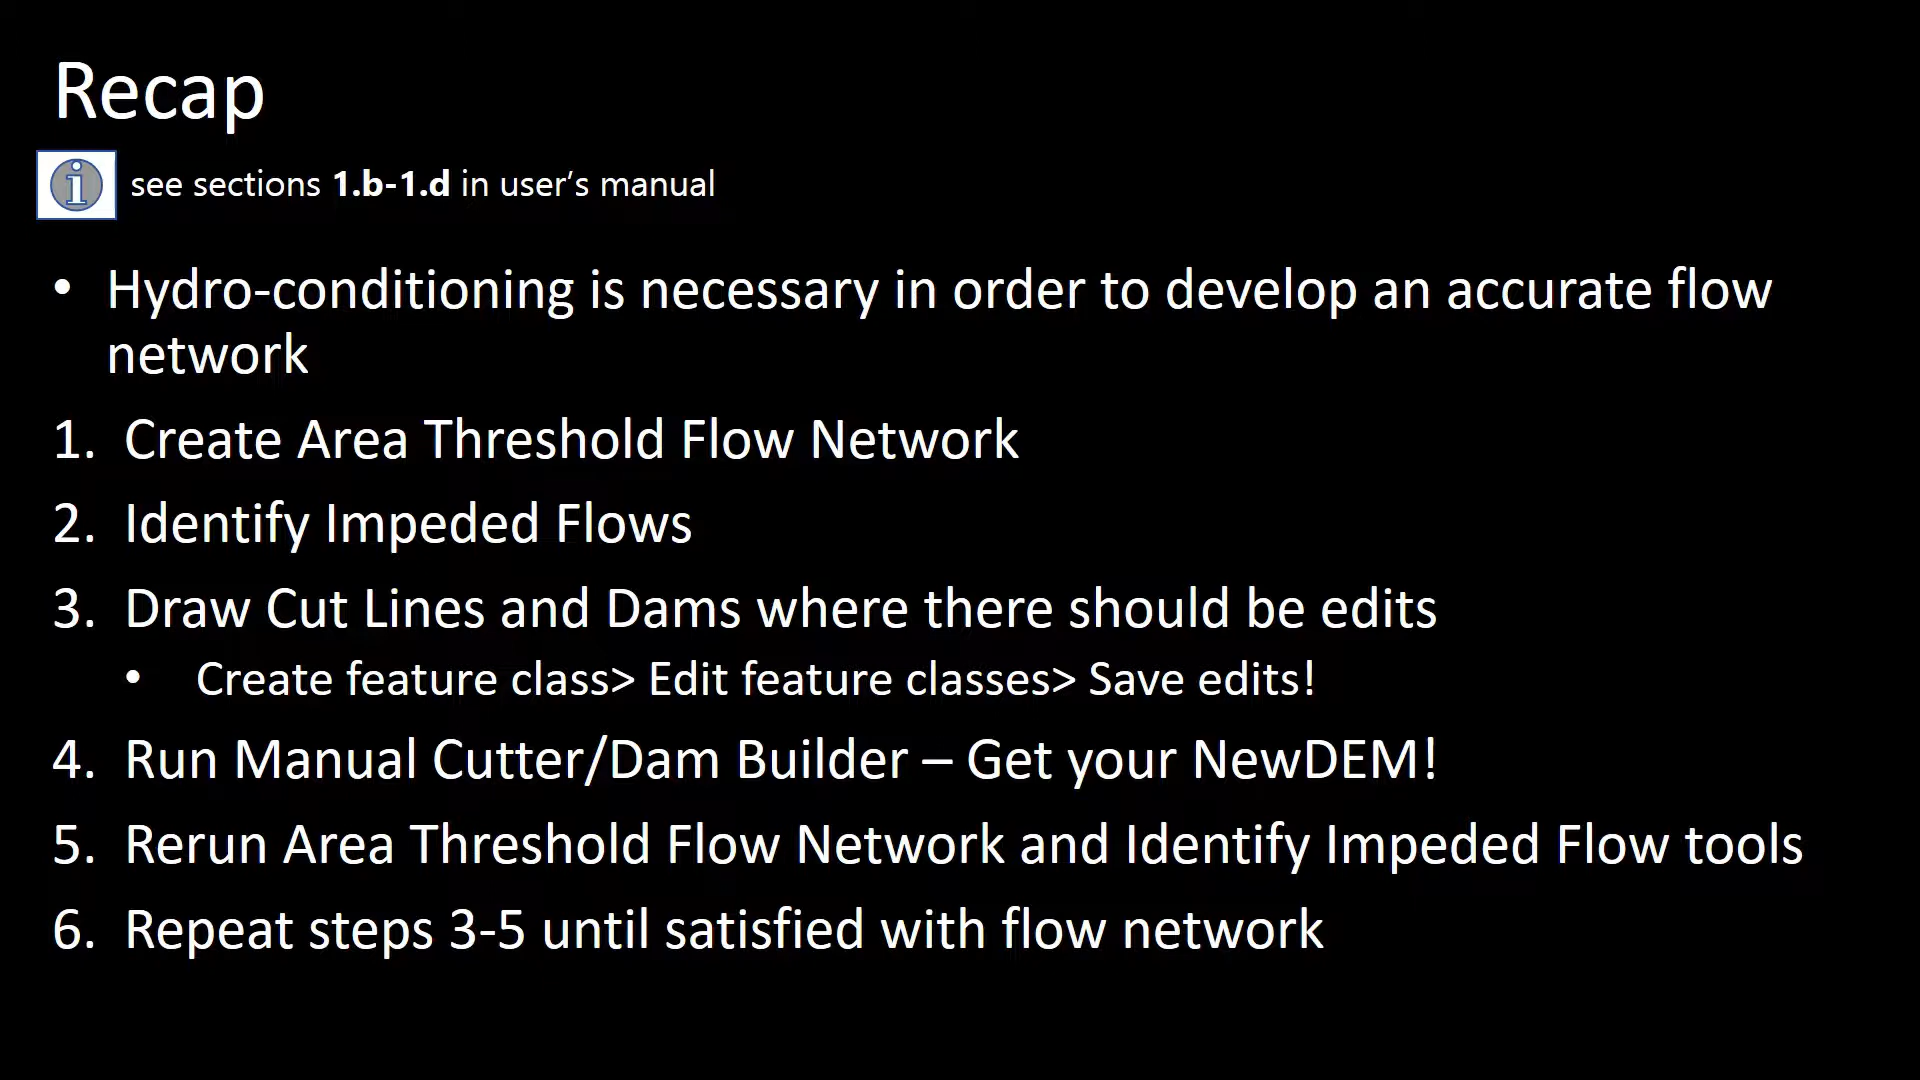 Recap
i see sections 1.b-1.d in user’s manual
• Hydro-conditioning is necessary in order to develop an accurate flow
network
1. Create Area Threshold Flow Network
2. Identify Impeded Flows
3. Draw Cut Lines and Dams where there should be edits
• Create feature class> Edit feature classes> Save edits!
4. Run Manual Cutter/Dam Builder – Get your NewDEM!
5. Rerun Area Threshold Flow Network and Identify Impeded Flow tools
6. Repeat steps 3-5 until satisfied with flow network